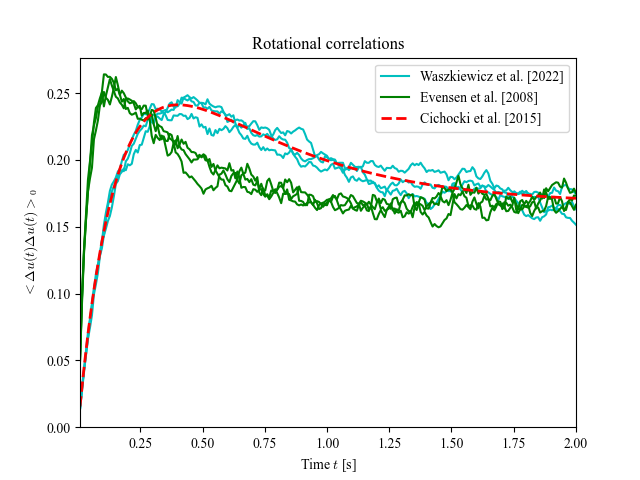 Rotational correlations
Waszkiewicz et al. [2022]
Evensen et al. [2008]
Cichocki et al. [2015]
< Δu(t)Δu(t) >₀
0.25
0.20
0.15
0.10
0.05
0.00
0.25 0.50 0.75 1.00 1.25 1.50 1.75 2.00
Time t [s]